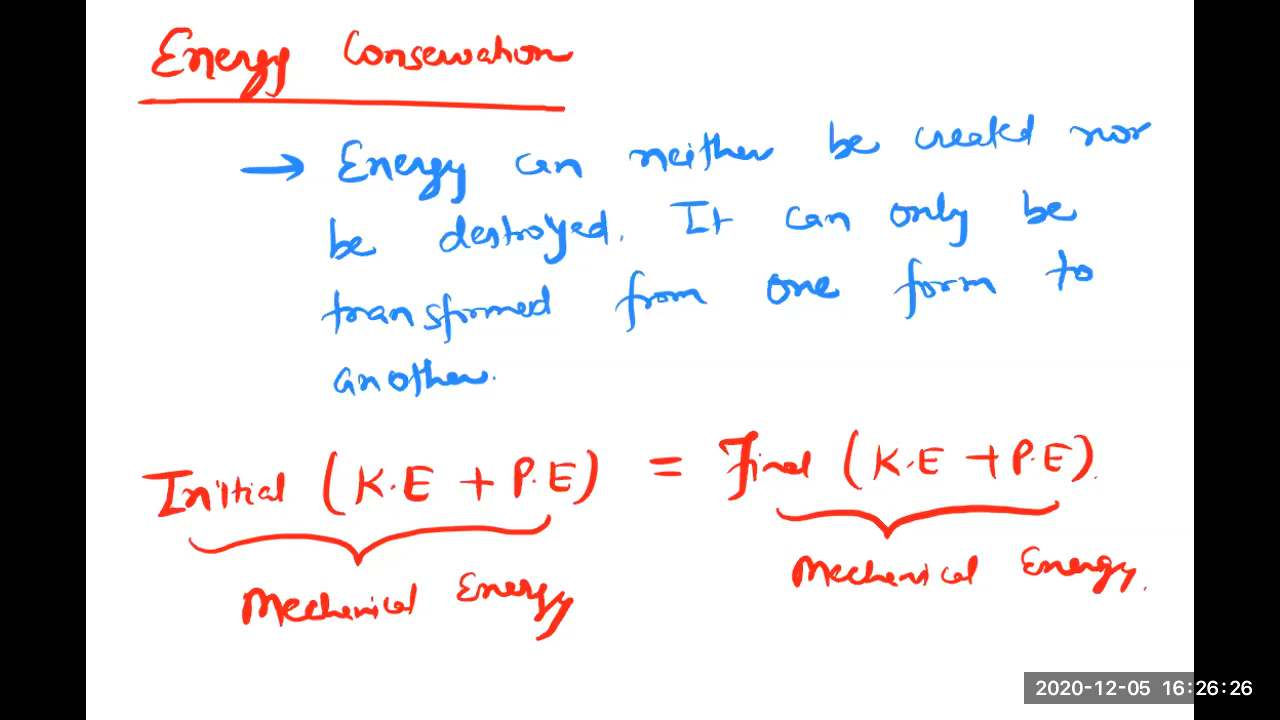 Energy Conservation
→ Energy can neither be created nor
be destroyed. It can only be
transformed from one form to
another.
Initial (K.E + P.E) = Final (K.E + P.E).
Mechanical Energy Mechanical Energy.
2020-12-05 16:26:26